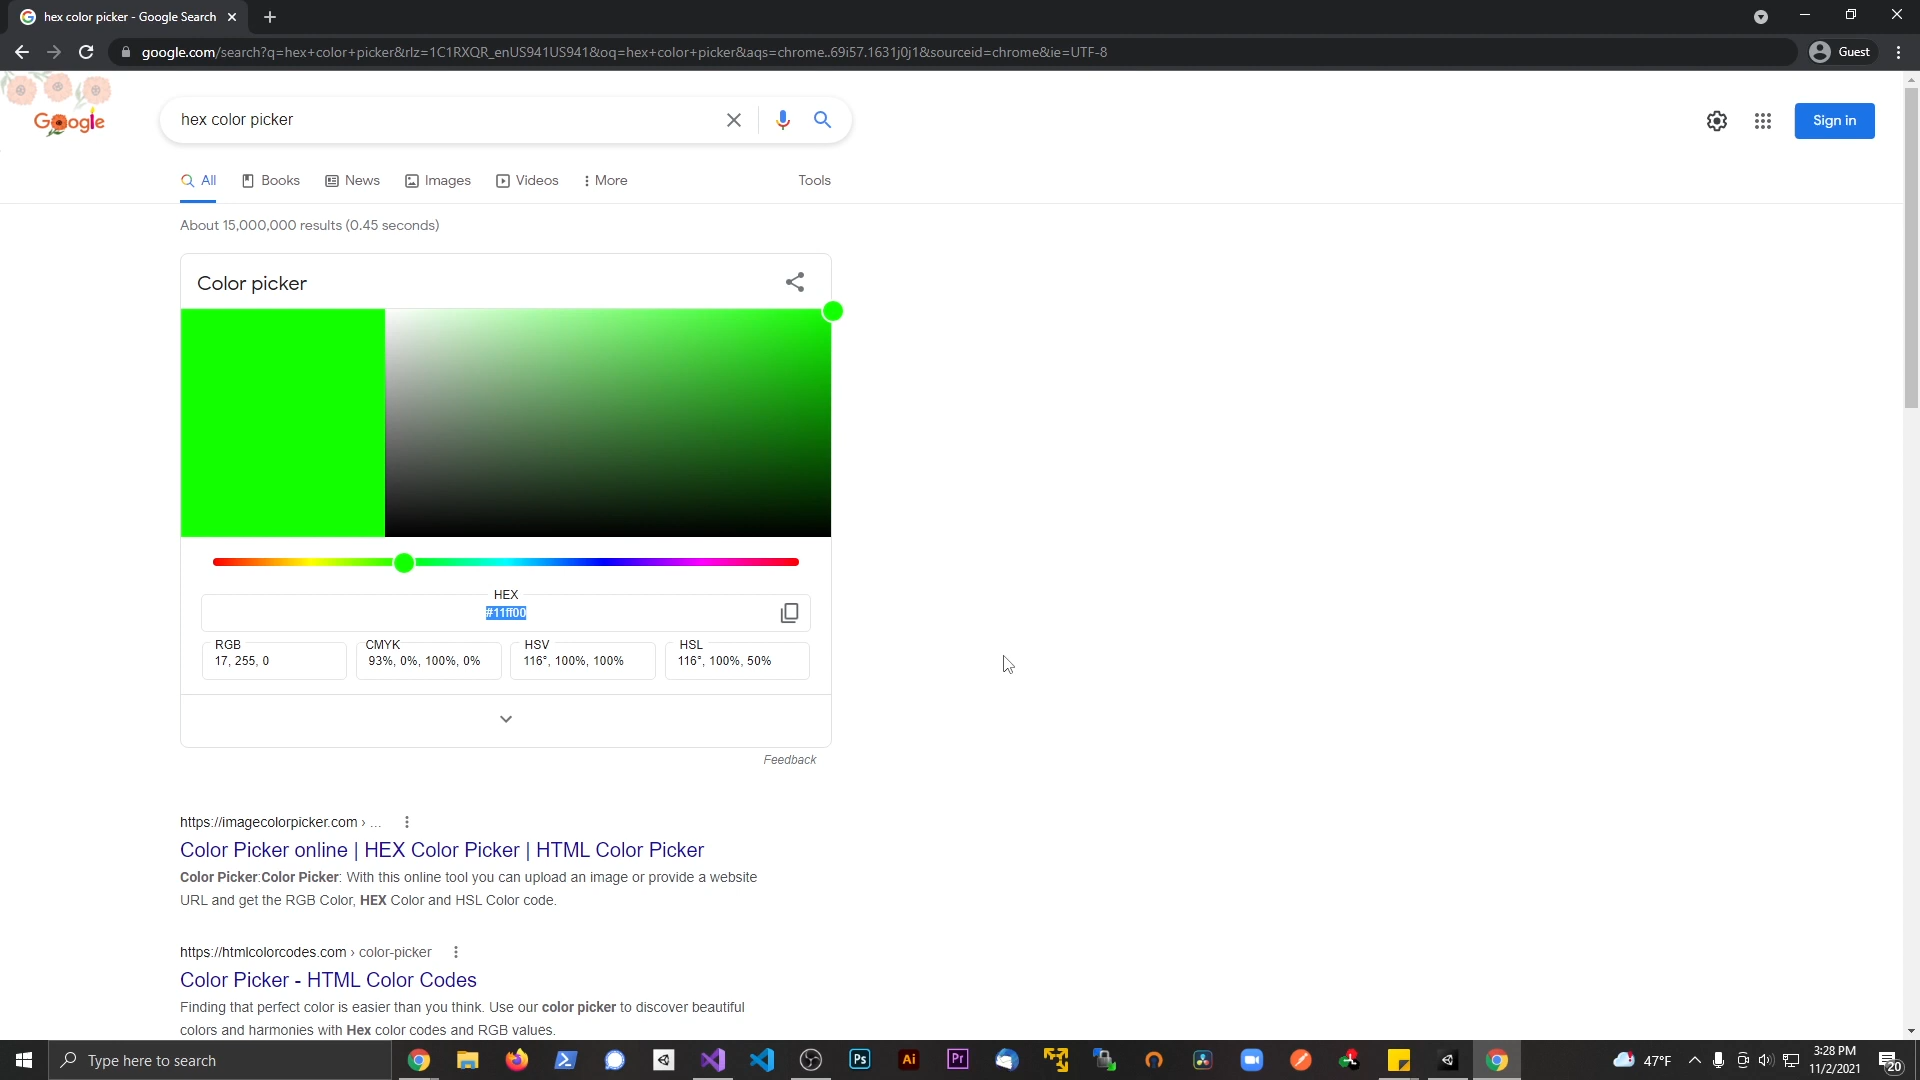 hex color picker - Google Search
google.com/search?q=hex+color+picker&rlz=1C1RXQR_enUS941US941&oq=hex+color+picker&aqs=chrome..69i57.1631j0j1&sourceid=chrome&ie=UTF-8
Guest
Google
hex color picker
Sign in
All Books News Images Videos More Tools
About 15,000,000 results (0.45 seconds)
Color picker
HEX
#11ff00
RGB CMYK HSV HSL
17, 255, 0 93%, 0%, 100%, 0% 116°, 100%, 100% 116°, 100%, 50%
Feedback
https://imagecolorpicker.com › ...
Color Picker online | HEX Color Picker | HTML Color Picker
Color Picker:Color Picker: With this online tool you can upload an image or provide a website
URL and get the RGB Color, HEX Color and HSL Color code.
https://htmlcolorcodes.com › color-picker
Color Picker - HTML Color Codes
Finding that perfect color is easier than you think. Use our color picker to discover beautiful
colors and harmonies with Hex color codes and RGB values.
Type here to search
Ps
Ai
Pr
47°F
3:28 PM
11/2/2021
20